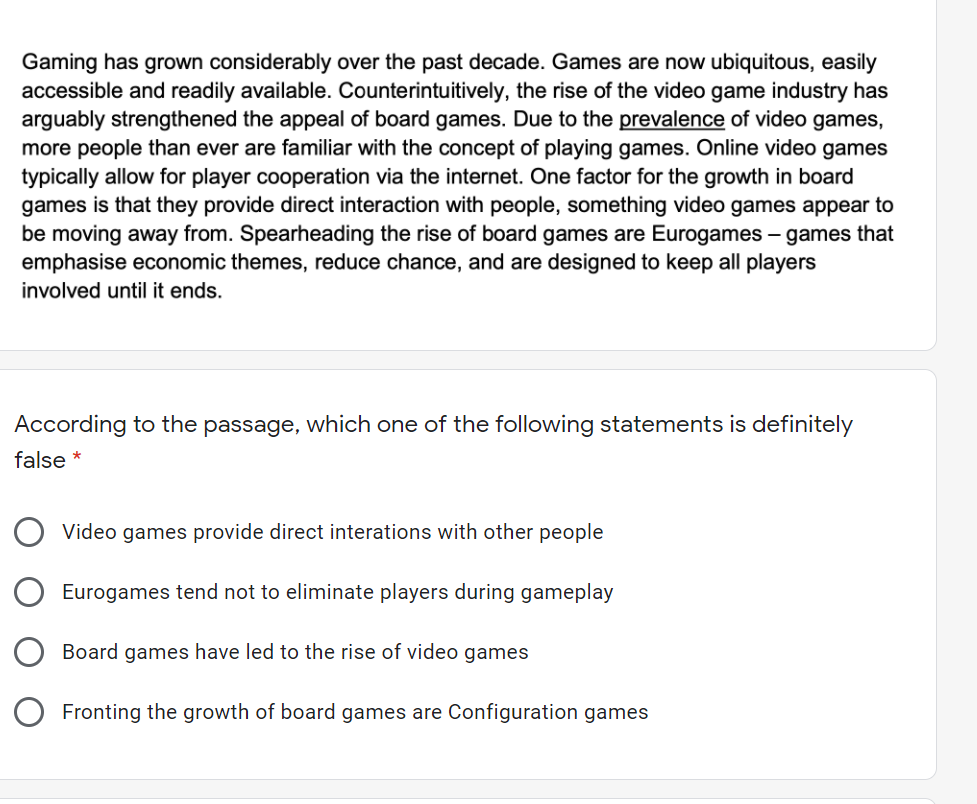 Gaming has grown considerably over the past decade. Games are now ubiquitous, easily
accessible and readily available. Counterintuitively, the rise of the video game industry has
arguably strengthened the appeal of board games. Due to the prevalence of video games,
more people than ever are familiar with the concept of playing games. Online video games
typically allow for player cooperation via the internet. One factor for the growth in board
games is that they provide direct interaction with people, something video games appear to
be moving away from. Spearheading the rise of board games are Eurogames – games that
emphasise economic themes, reduce chance, and are designed to keep all players
involved until it ends.
According to the passage, which one of the following statements is definitely
false *
Video games provide direct interations with other people
Eurogames tend not to eliminate players during gameplay
Board games have led to the rise of video games
Fronting the growth of board games are Configuration games